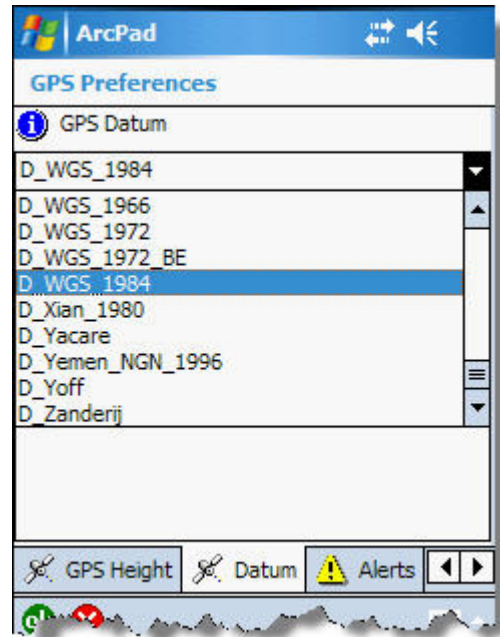 ArcPad
GPS Preferences
GPS Datum
D_WGS_1984
D_WGS_1966
D_WGS_1972
D_WGS_1972_BE
D_WGS_1984
D_Xian_1980
D_Yacare
D_Yemen_NGN_1996
D_Yoff
D_Zanderij
GPS Height Datum Alerts